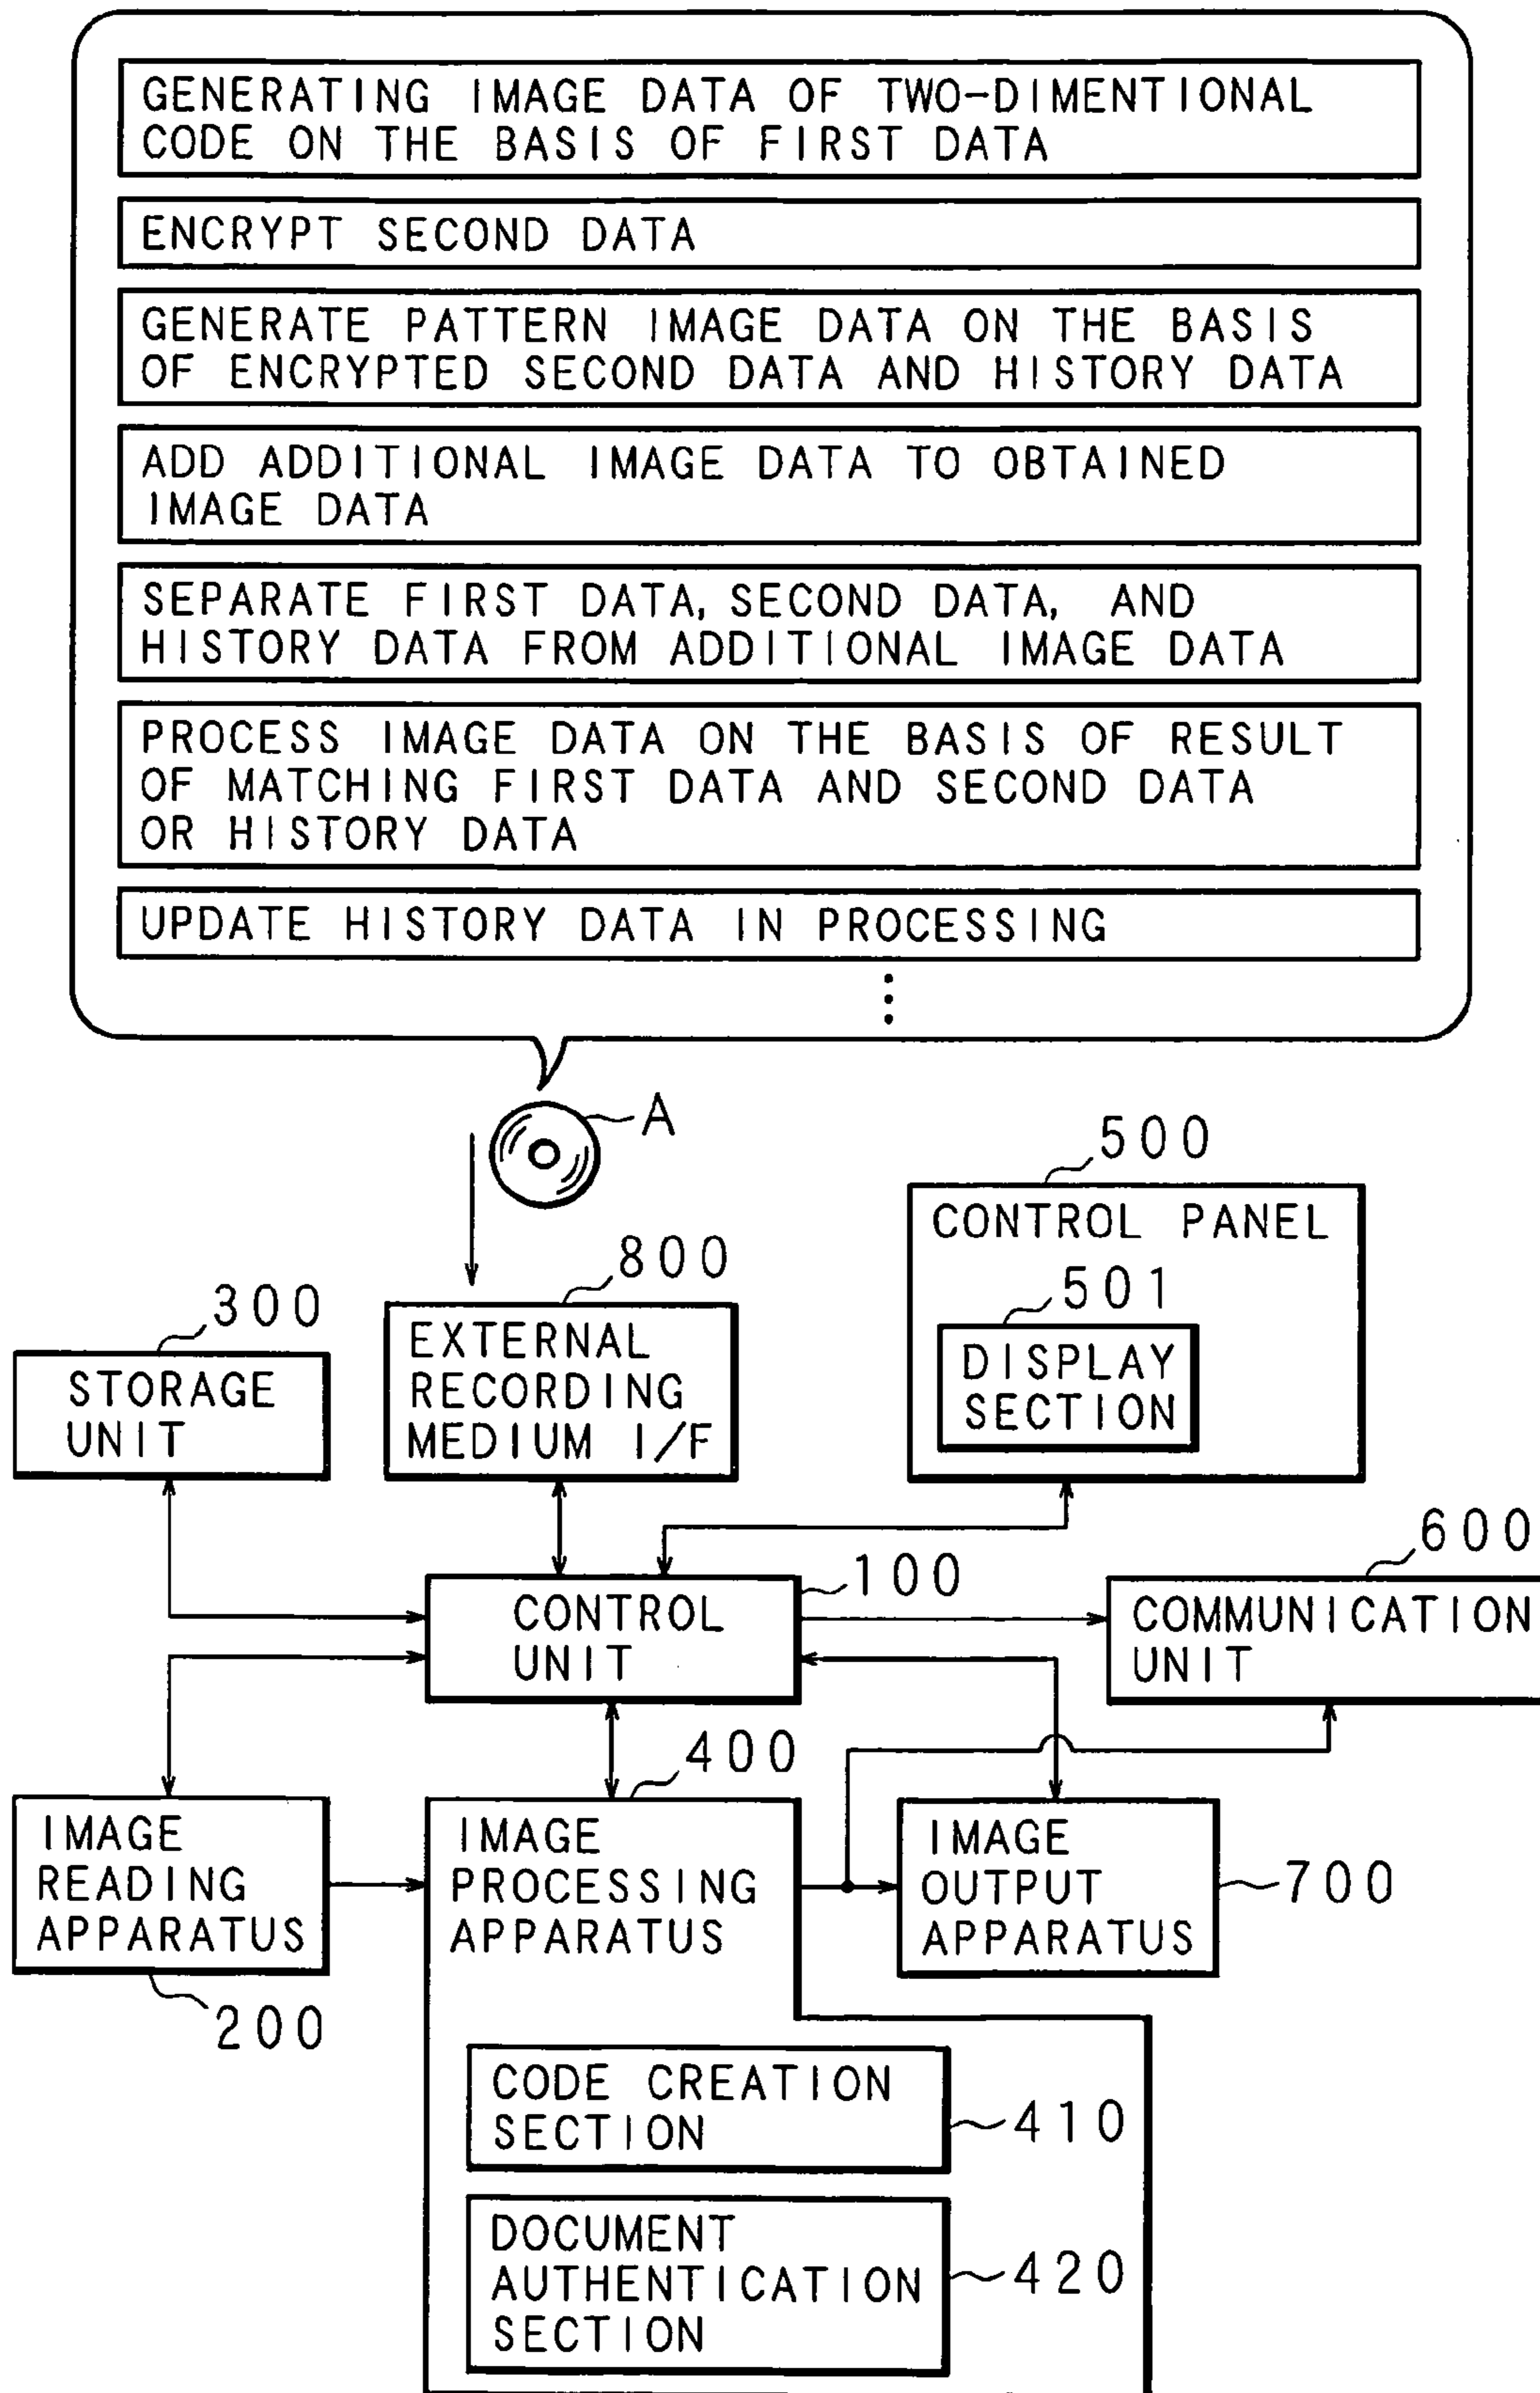 GENERATING IMAGE DATA OF TWO-DIMENTIONAL
CODE ON THE BASIS OF FIRST DATA
ENCRYPT SECOND DATA
GENERATE PATTERN IMAGE DATA ON THE BASIS
OF ENCRYPTED SECOND DATA AND HISTORY DATA
ADD ADDITIONAL IMAGE DATA TO OBTAINED
IMAGE DATA
SEPARATE FIRST DATA, SECOND DATA, AND
HISTORY DATA FROM ADDITIONAL IMAGE DATA
PROCESS IMAGE DATA ON THE BASIS OF RESULT
OF MATCHING FIRST DATA AND SECOND DATA
OR HISTORY DATA
UPDATE HISTORY DATA IN PROCESSING
A
500
CONTROL PANEL
501
DISPLAY
SECTION
800
EXTERNAL
RECORDING
MEDIUM I/F
300
STORAGE
UNIT
100
CONTROL
UNIT
600
COMMUNICATION
UNIT
400
IMAGE
READING
APPARATUS
200
IMAGE
PROCESSING
APPARATUS
IMAGE
OUTPUT
APPARATUS
700
CODE CREATION
SECTION
410
DOCUMENT
AUTHENTICATION
SECTION
420